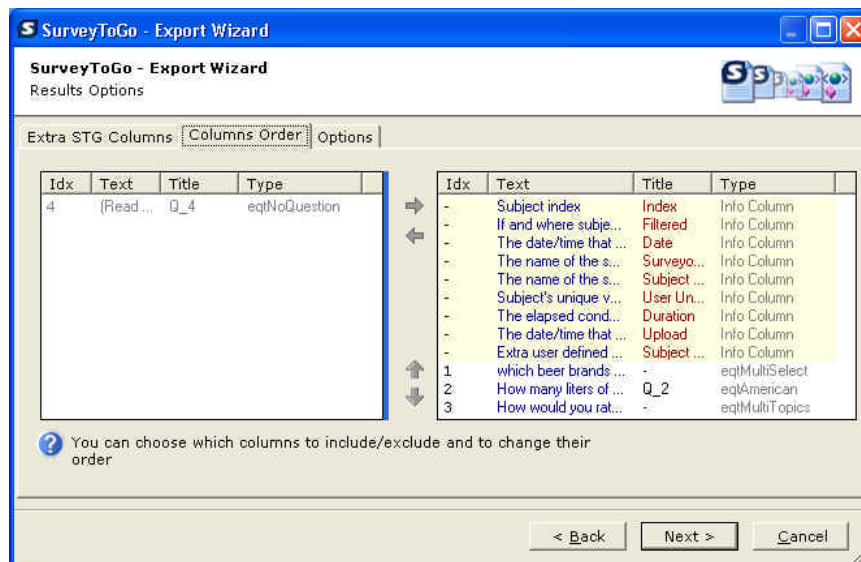 SurveyToGo - Export Wizard
SurveyToGo - Export Wizard
Results Options
Extra STG Columns Columns Order Options
Idx Text Title Type
4 (Read ... Q_4 eqtNoQuestion
Idx Text Title Type
- Subject index Index Info Column
- If and where subje... Filtered Info Column
- The date/time that ... Date Info Column
- The name of the s... Surveyo... Info Column
- The name of the s... Subject ... Info Column
- Subject's unique v... User Un... Info Column
- The elapsed cond... Duration Info Column
- The date/time that ... Upload Info Column
- Extra user defined ... Subject ... Info Column
1 which beer brands ... - eqtMultiSelect
2 How many liters of ... Q_2 eqtAmerican
3 How would you rat... - eqtMultiTopics
You can choose which columns to include/exclude and to change their
order
< Back Next > Cancel